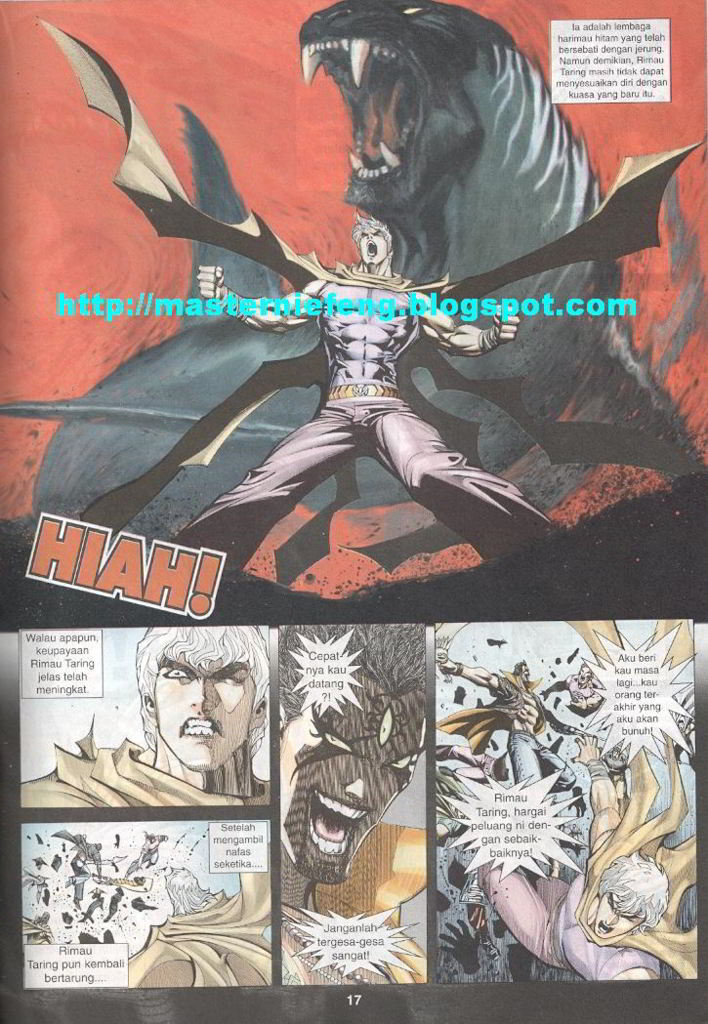 Ia adalah lembaga
harimau hitam yang telah
bersebati dengan jerung.
Namun demikian, Rimau
Taring masih tidak dapat
menyesuaikan diri dengan
kuasa yang baru itu.
http://masterniefeng.blogspot.com
HIAH!
Walau apapun,
keupayaan
Rimau Taring
jelas telah
meningkat.
Setelah
mengambil
nafas
seketika....
Rimau
Taring pun kembali
bertarung....
Cepat-
nya kau
datang
?!
Janganlah
tergesa-gesa
sangat!
Aku beri
kau masa
lagi...kau
orang ter-
akhir yang
aku akan
bunuh!
Rimau
Taring, hargai
peluang ni den-
gan sebaik-
baiknya!
17